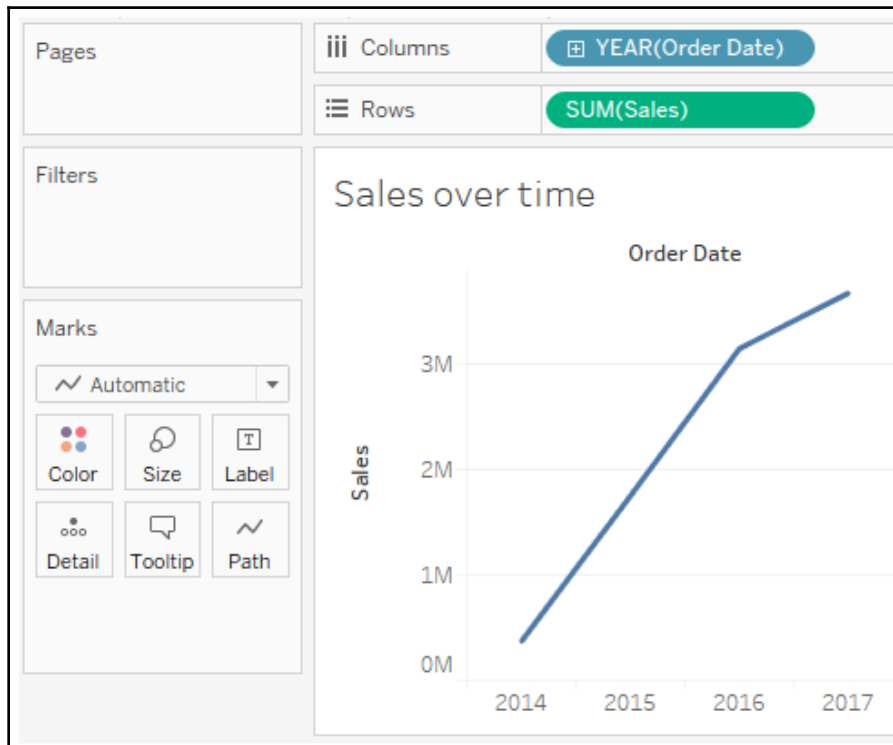 Pages
Columns
YEAR(Order Date)
Rows
SUM(Sales)
Filters
Marks
Automatic
Color
Size
T
Label
Detail
Tooltip
Path
Sales over time
Order Date
Sales
3M
2M
1M
0M
2014 2015 2016 2017